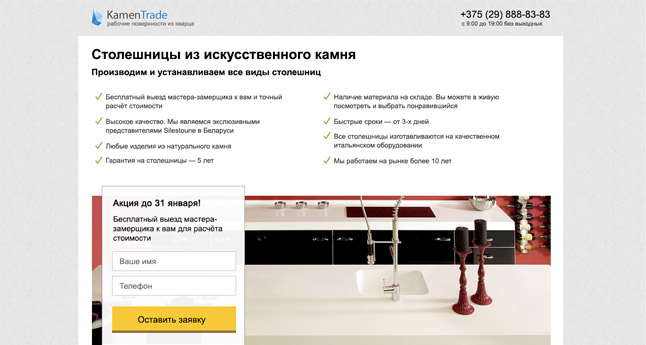 KamenTrade
рабочие поверхности из кварца
+375 (29) 888-83-83
с 9:00 до 19:00 без выходных
Столешницы из искусственного камня
Производим и устанавливаем все виды столешниц
Бесплатный выезд мастера-замерщика к вам и точный
расчёт стоимости
Высокое качество. Мы являемся эксклюзивными
представителями Silestoune в Беларуси
Любые изделия из натурального камня
Гарантия на столешницы — 5 лет
Наличие материала на складе. Вы можете в живую
посмотреть и выбрать понравившийся
Быстрые сроки — от 3-х дней
Все столешницы изготавливаются на качественном
итальянском оборудовании
Мы работаем на рынке более 10 лет
Акция до 31 января!
Бесплатный выезд мастера-
замерщика к вам для расчёта
стоимости
Ваше имя
Телефон
Оставить заявку